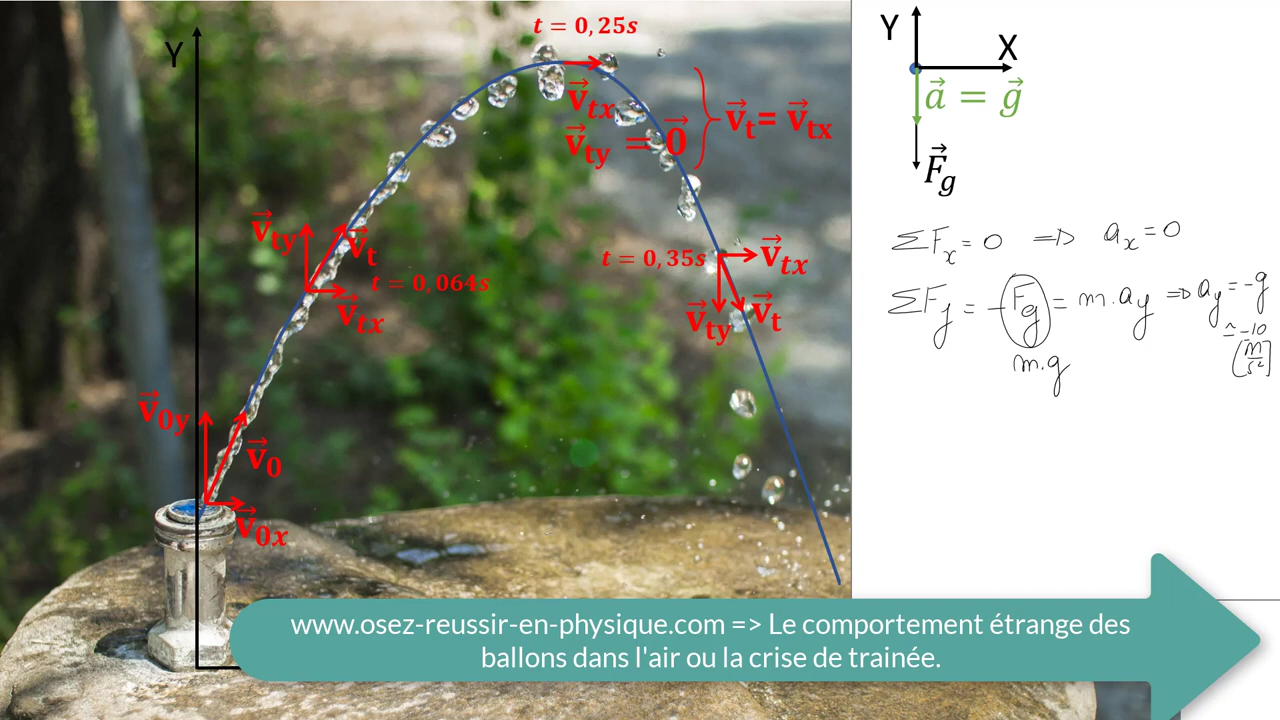 t = 0,25s
Y
v⃗tx
v⃗ty = 0⃗
v⃗t = v⃗tx
v⃗ty
v⃗t
t = 0,064s
v⃗tx
t = 0,35s
v⃗tx
v⃗ty
v⃗t
v⃗0y
v⃗0
v⃗0x
Y
X
a⃗ = g⃗
F⃗g
ΣFx = 0 => ax = 0
ΣFy = -Fg = m.ay => ay = -g
m.g
≃ -10
[m/s²]
www.osez-reussir-en-physique.com => Le comportement étrange des
ballons dans l'air ou la crise de trainée.